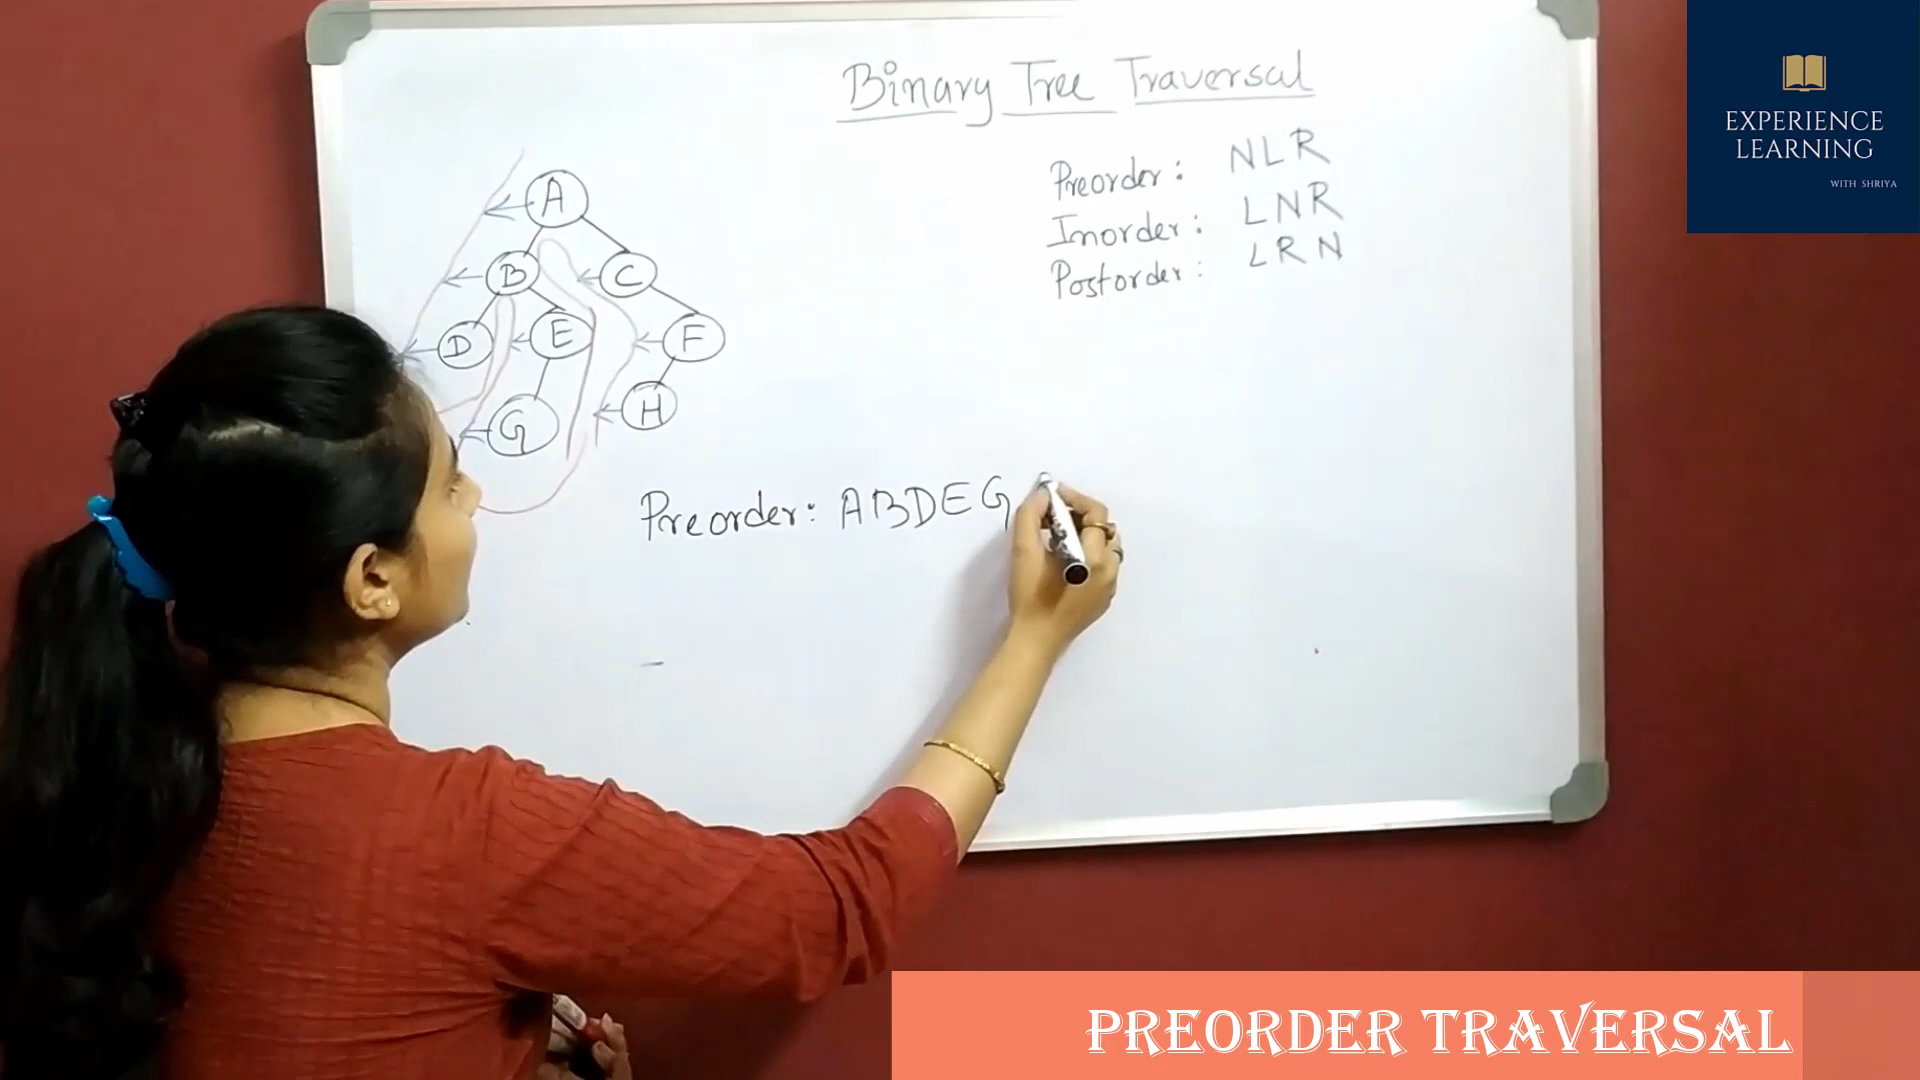 Binary Tree Traversal
Preorder: NLR
Inorder: LNR
Postorder: LRN
A
B
C
D
E
F
G
H
Preorder: ABDEG
EXPERIENCE
LEARNING
WITH SHRIYA
PREORDER TRAVERSAL